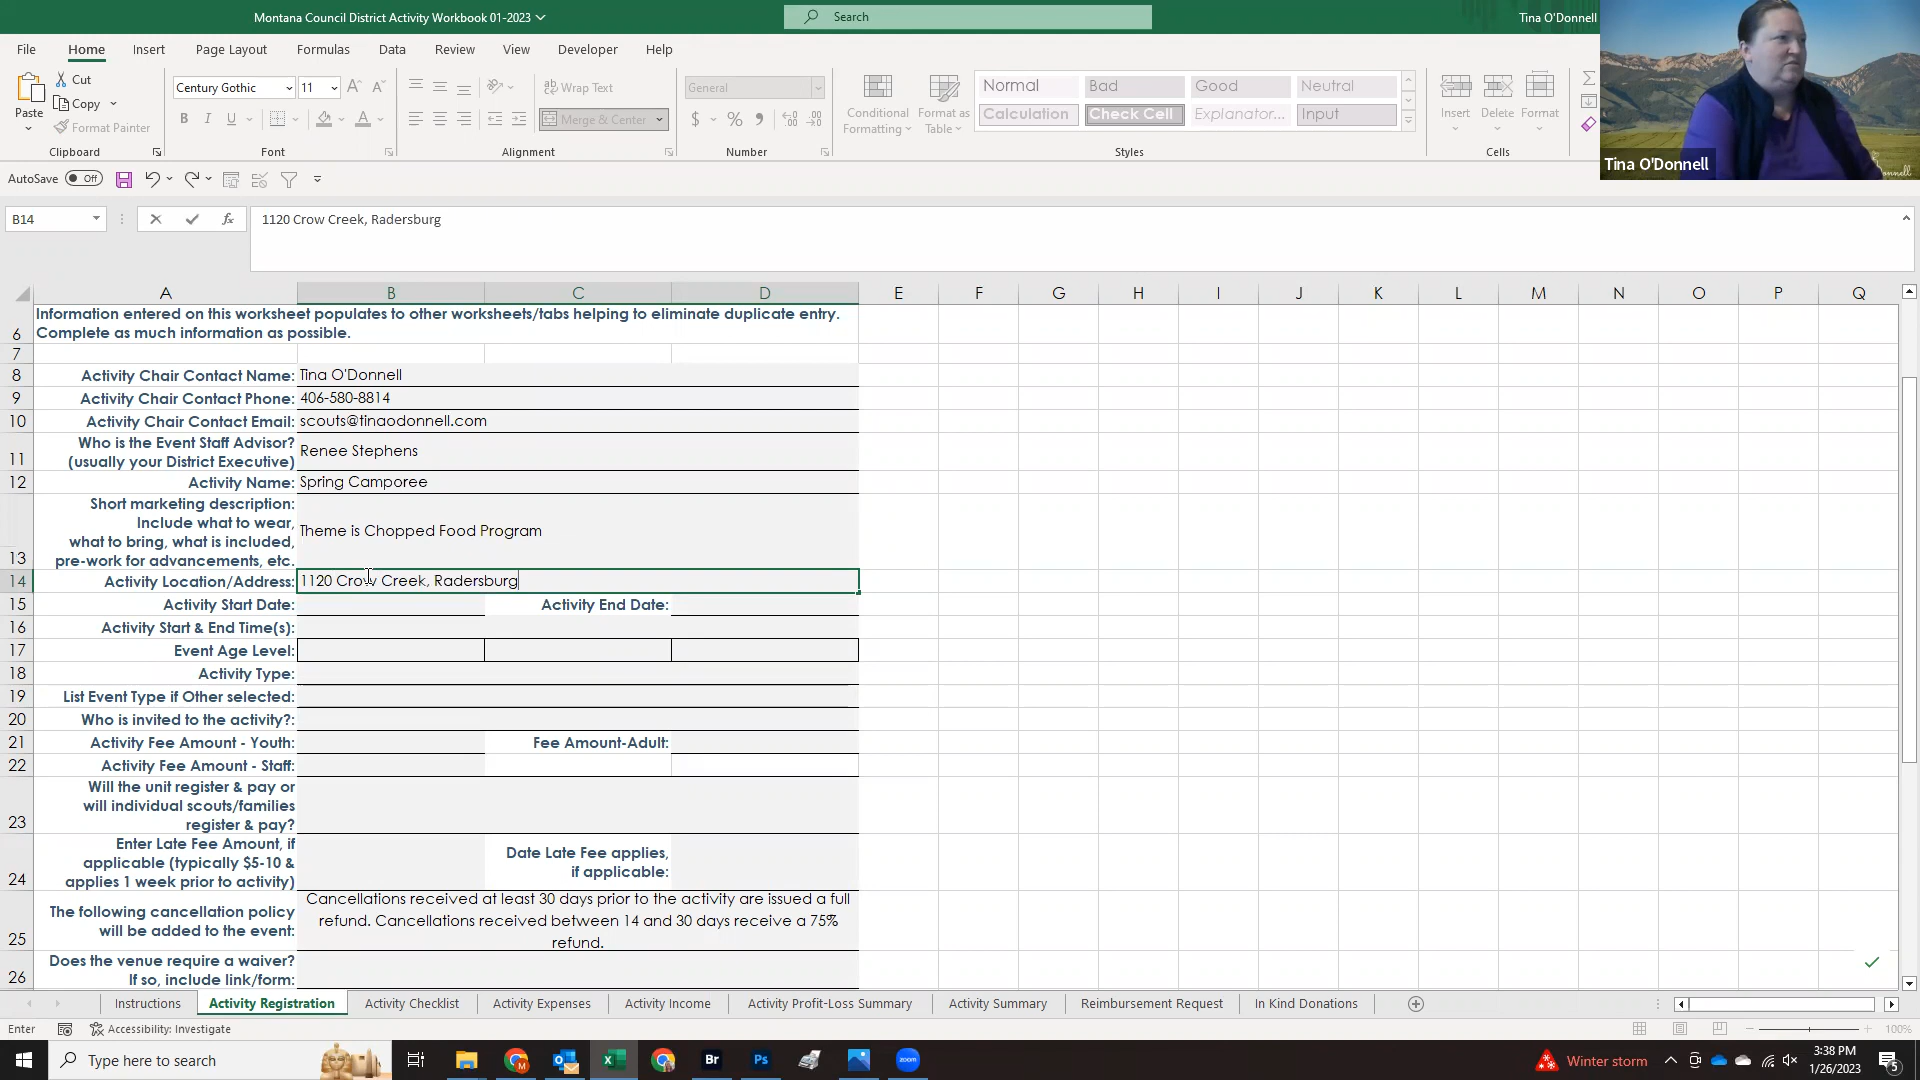 Montana Council District Activity Workbook 01-2023
Search
Tina O'Donnell
File Home Insert Page Layout Formulas Data Review View Developer Help
Paste
Cut
Copy
Format Painter
Clipboard
Century Gothic 11
B I U
Font
Wrap Text
Merge & Center
Alignment
General
$ % 9
Number
Conditional Formatting
Format as Table
Normal Bad Good Neutral
Calculation Check Cell Explanator... Input
Styles
Insert Delete Format
Cells
Tina O'Donnell
AutoSave Off
B14 fx 1120 Crow Creek, Radersburg
A B C D E F G H I J K L M N O P Q
6 Information entered on this worksheet populates to other worksheets/tabs helping to eliminate duplicate entry.
Complete as much information as possible.
7
8 Activity Chair Contact Name: Tina O'Donnell
9 Activity Chair Contact Phone: 406-580-8814
10 Activity Chair Contact Email: scouts@tinaodonnell.com
11 Who is the Event Staff Advisor?
(usually your District Executive) Renee Stephens
12 Activity Name: Spring Camporee
13 Short marketing description:
Include what to wear,
what to bring, what is included,
pre-work for advancements, etc. Theme is Chopped Food Program
14 Activity Location/Address: 1120 Crow Creek, Radersburg
15 Activity Start Date: Activity End Date:
16 Activity Start & End Time(s):
17 Event Age Level:
18 Activity Type:
19 List Event Type if Other selected:
20 Who is invited to the activity?:
21 Activity Fee Amount - Youth: Fee Amount-Adult:
22 Activity Fee Amount - Staff:
23 Will the unit register & pay or
will individual scouts/families
register & pay?
24 Enter Late Fee Amount, if
applicable (typically $5-10 &
applies 1 week prior to activity)
Date Late Fee applies,
if applicable:
25 The following cancellation policy
will be added to the event:
Cancellations received at least 30 days prior to the activity are issued a full
refund. Cancellations received between 14 and 30 days receive a 75%
refund.
26 Does the venue require a waiver?
If so, include link/form:
Instructions Activity Registration Activity Checklist Activity Expenses Activity Income Activity Profit-Loss Summary Activity Summary Reimbursement Request In Kind Donations
Enter Accessibility: Investigate 100%
Type here to search
Br Ps zoom
Winter storm
3:38 PM
1/26/2023
5